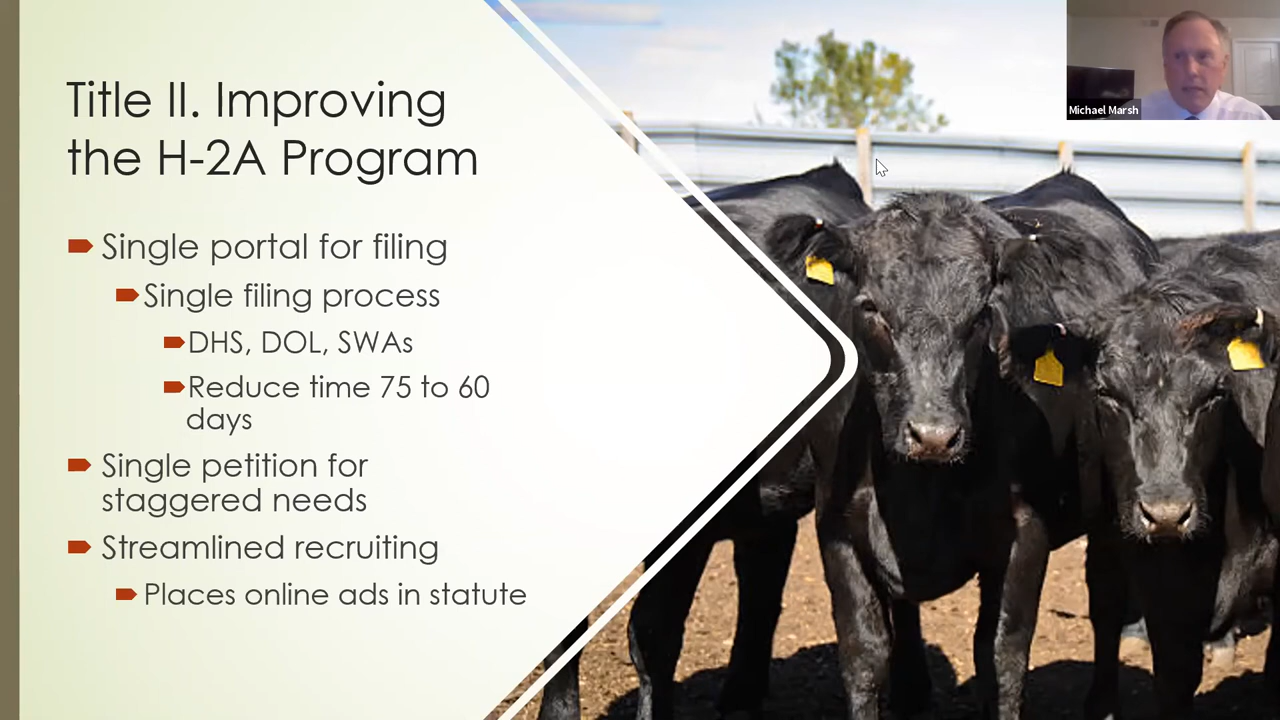 Title II. Improving
the H-2A Program
Single portal for filing
Single filing process
DHS, DOL, SWAs
Reduce time 75 to 60
days
Single petition for
staggered needs
Streamlined recruiting
Places online ads in statute
Michael Marsh